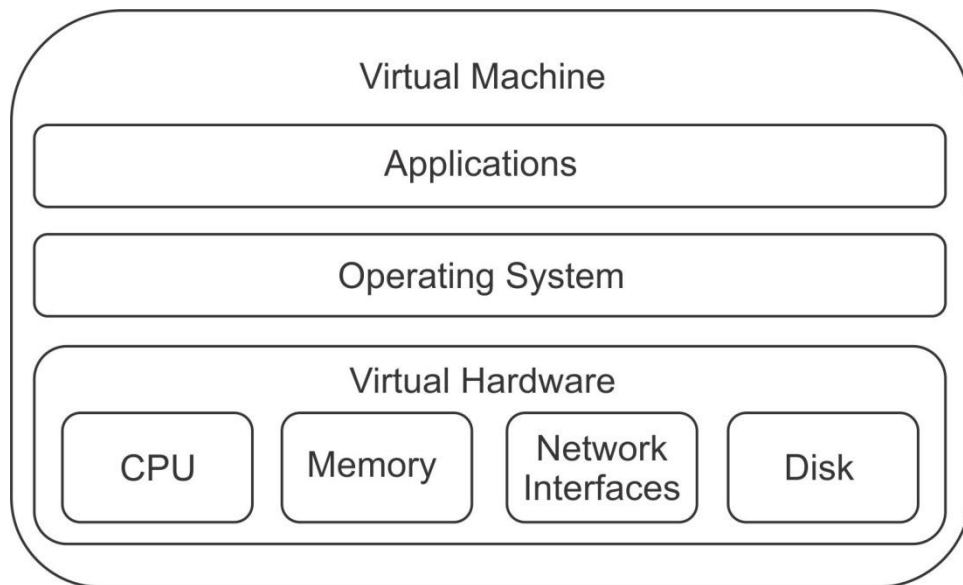 Virtual Machine
Applications
Operating System
Virtual Hardware
CPU
Memory
Network
Interfaces
Disk